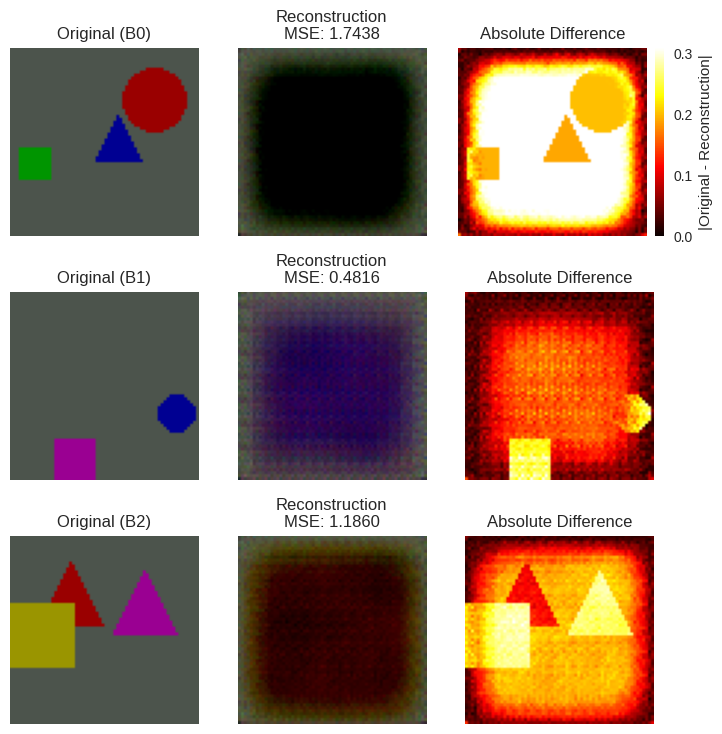 Original (B0)
Reconstruction
MSE: 1.7438
Absolute Difference
0.3
0.2
0.1
0.0
|Original - Reconstruction|
Original (B1)
Reconstruction
MSE: 0.4816
Absolute Difference
Original (B2)
Reconstruction
MSE: 1.1860
Absolute Difference